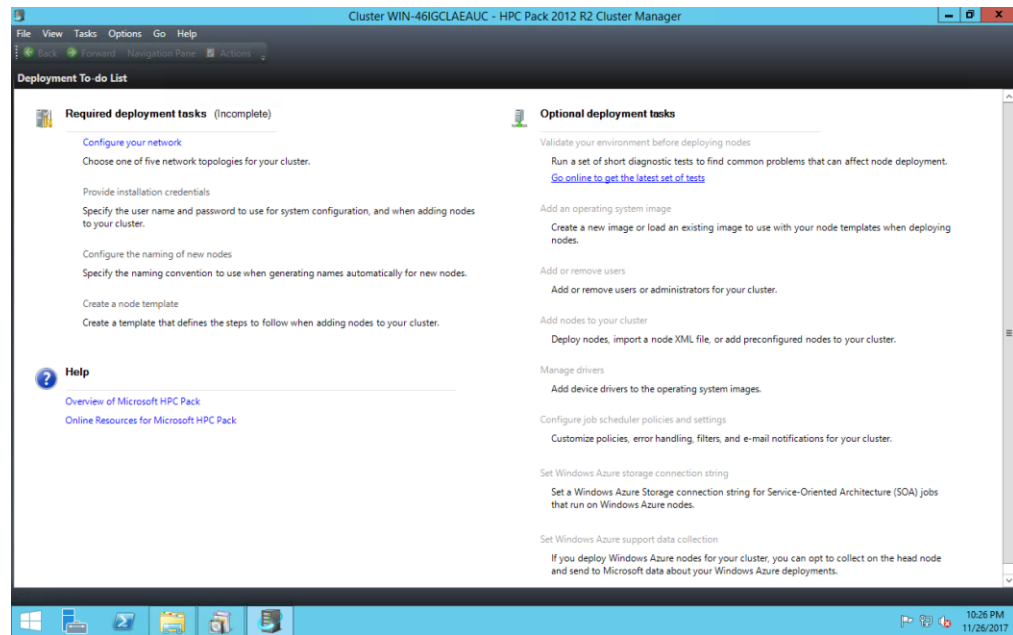 Cluster WIN-46IGCLAEAUC - HPC Pack 2012 R2 Cluster Manager
File View Tasks Options Go Help
Back Forward Navigation Pane Actions
Deployment To-do List
Required deployment tasks (Incomplete)
Configure your network
Choose one of five network topologies for your cluster.
Provide installation credentials
Specify the user name and password to use for system configuration, and when adding nodes
to your cluster.
Configure the naming of new nodes
Specify the naming convention to use when generating names automatically for new nodes.
Create a node template
Create a template that defines the steps to follow when adding nodes to your cluster.
Help
Overview of Microsoft HPC Pack
Online Resources for Microsoft HPC Pack
Optional deployment tasks
Validate your environment before deploying nodes
Run a set of short diagnostic tests to find common problems that can affect node deployment.
Go online to get the latest set of tests
Add an operating system image
Create a new image or load an existing image to use with your node templates when deploying
nodes.
Add or remove users
Add or remove users or administrators for your cluster.
Add nodes to your cluster
Deploy nodes, import a node XML file, or add preconfigured nodes to your cluster.
Manage drivers
Add device drivers to the operating system images.
Configure job scheduler policies and settings
Customize policies, error handling, filters, and e-mail notifications for your cluster.
Set Windows Azure storage connection string
Set a Windows Azure Storage connection string for Service-Oriented Architecture (SOA) jobs
that run on Windows Azure nodes.
Set Windows Azure support data collection
If you deploy Windows Azure nodes for your cluster, you can opt to collect on the head node
and send to Microsoft data about your Windows Azure deployments.
10:26 PM
11/26/2017